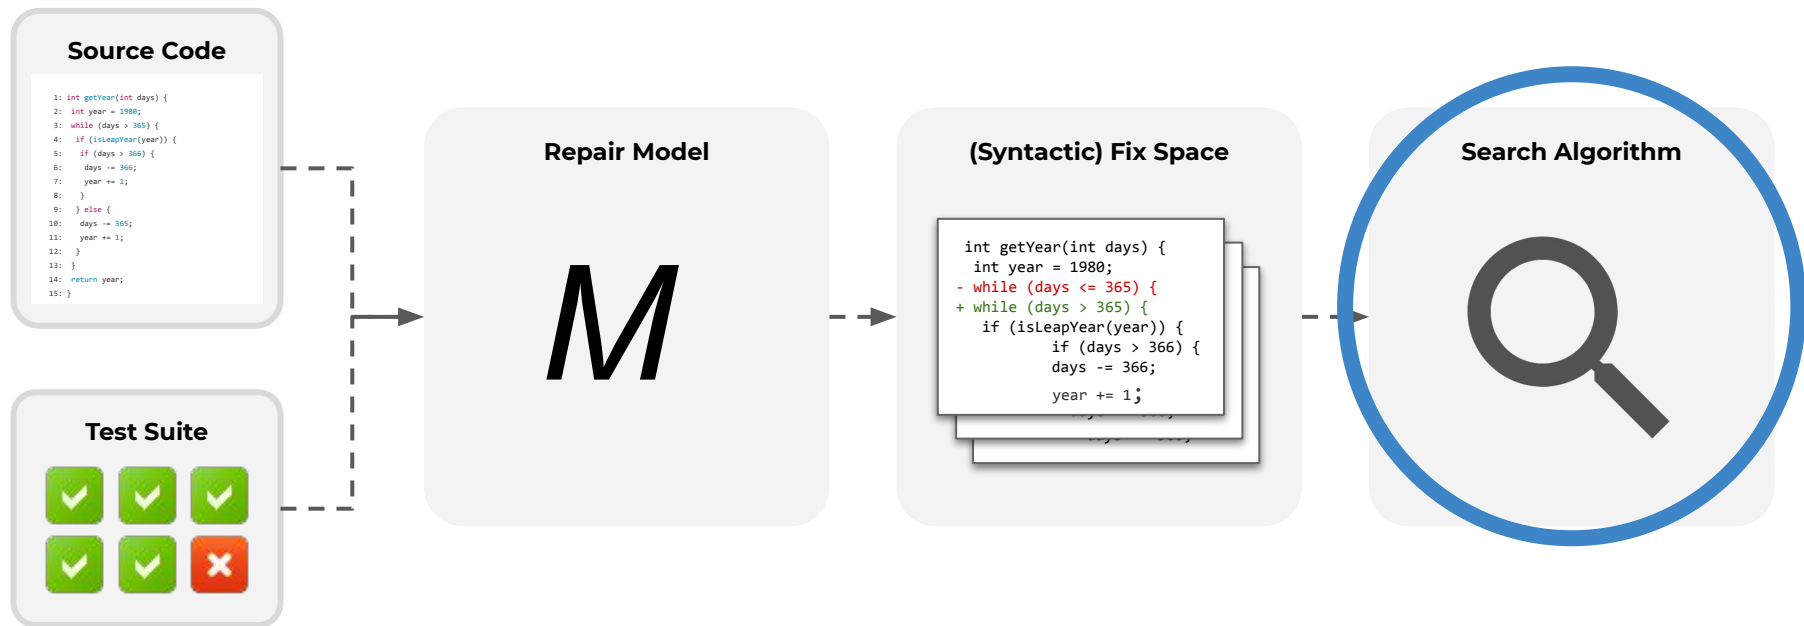 Source Code
1: int getYear(int days) {
2: int year = 1980;
3: while (days > 365) {
4: if (isLeapYear(year)) {
5: if (days > 366) {
6: days -= 366;
7: year += 1;
8: }
9: } else {
10: days -= 365;
11: year += 1;
12: }
13: }
14: return year;
15: }
Test Suite
Repair Model
M
(Syntactic) Fix Space
int getYear(int days) {
int year = 1980;
- while (days <= 365) {
+ while (days > 365) {
if (isLeapYear(year)) {
if (days > 366) {
days -= 366;
year += 1;
Search Algorithm